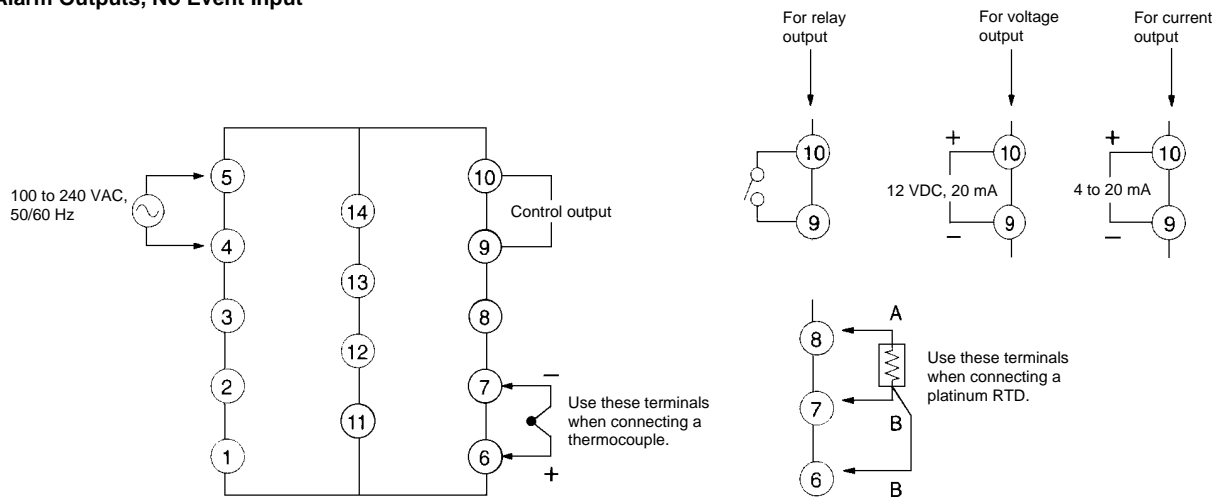 Alarm Outputs, No Event Input
For relay
output
For voltage
output
For current
output
100 to 240 VAC,
50/60 Hz
5
4
3
2
1
14
13
12
11
10
9
8
7
6
Control output
−
+
Use these terminals
when connecting a
thermocouple.
10
9
+
10
12 VDC, 20 mA
9
−
+
10
4 to 20 mA
9
−
8
A
7
B
6
B
Use these terminals
when connecting a
platinum RTD.